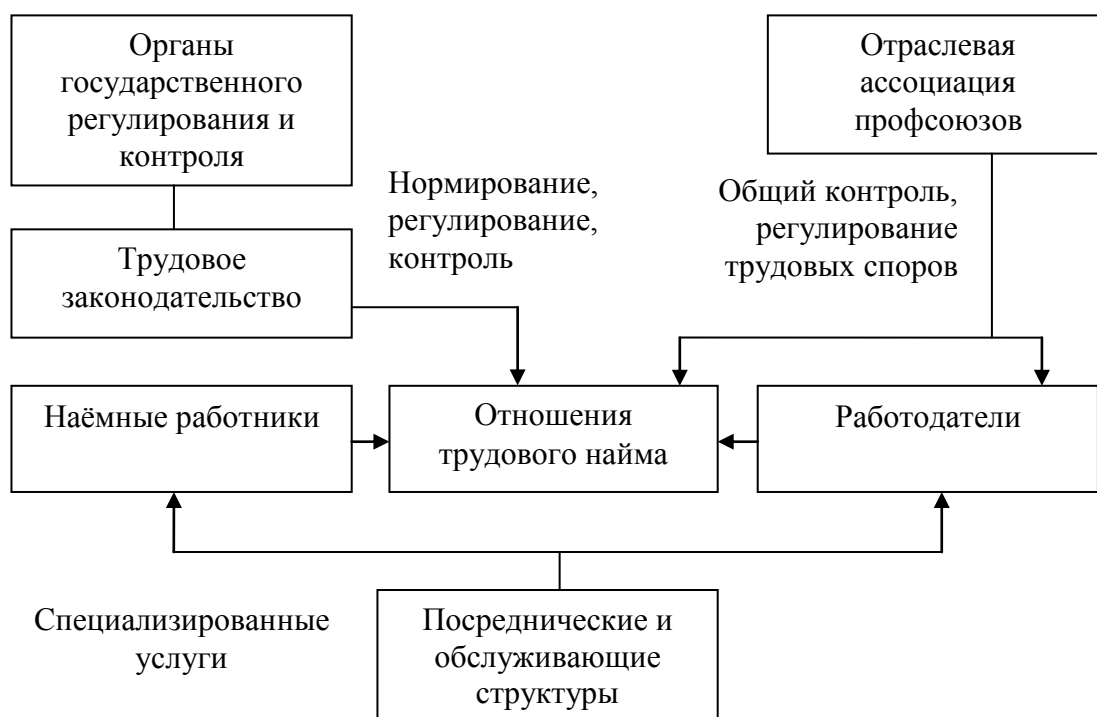 Органы
государственного
регулирования и
контроля
Отраслевая
ассоциация
профсоюзов
Нормирование,
регулирование,
контроль
Общий контроль,
регулирование
трудовых споров
Трудовое
законодательство
Наёмные работники
Отношения
трудового найма
Работодатели
Специализированные
услуги
Посреднические и
обслуживающие
структуры